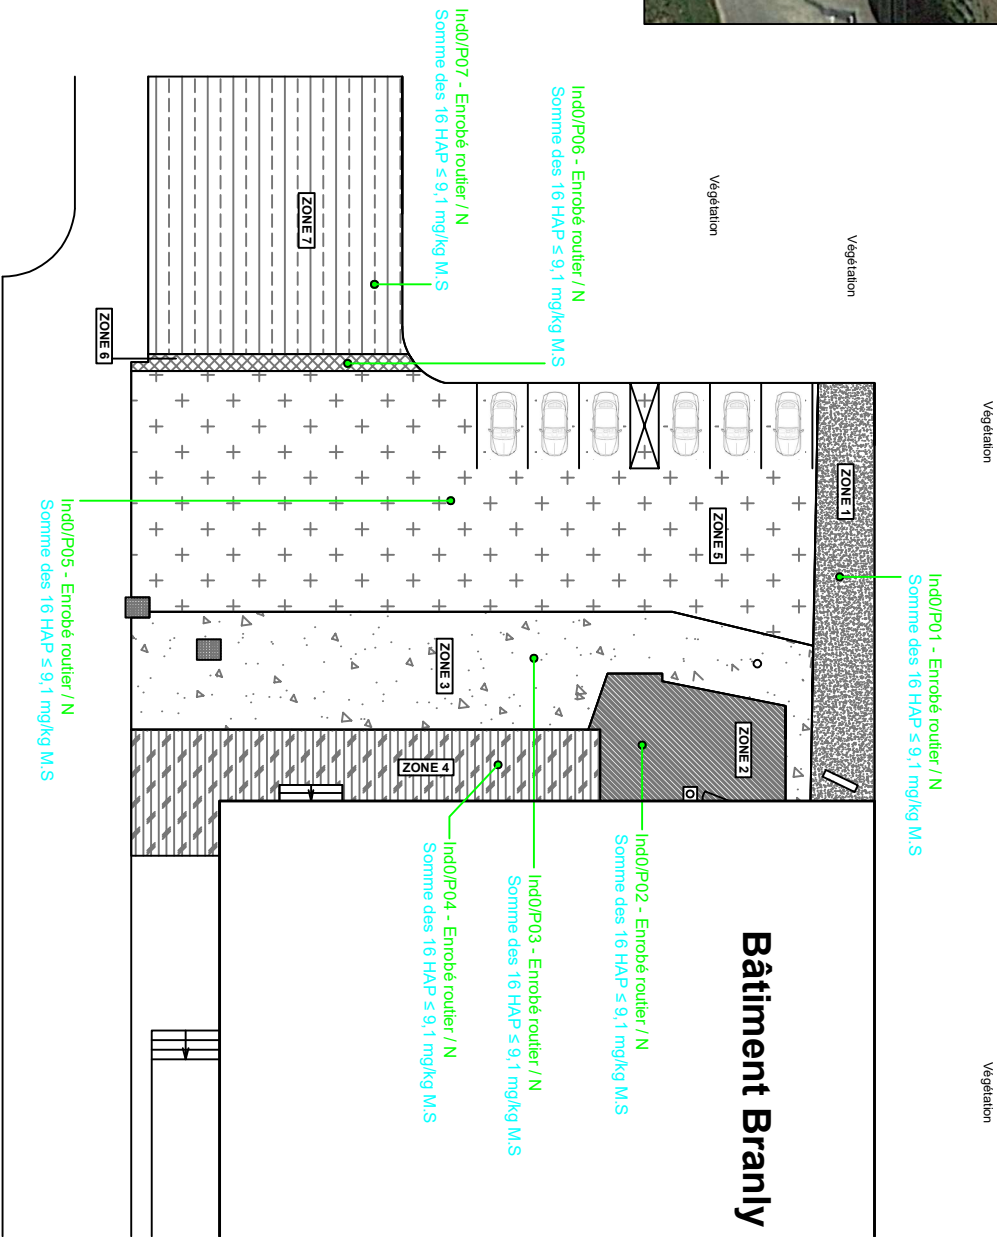 Végétation
Végétation
Végétation
Végétation
Ind0/P07 - Enrobé routier / N
Somme des 16 HAP ≤ 9,1 mg/kg M.S
Ind0/P06 - Enrobé routier / N
Somme des 16 HAP ≤ 9,1 mg/kg M.S
Ind0/P01 - Enrobé routier / N
Somme des 16 HAP ≤ 9,1 mg/kg M.S
ZONE 7
ZONE 6
ZONE 1
ZONE 5
ZONE 3
ZONE 2
ZONE 4
Ind0/P05 - Enrobé routier / N
Somme des 16 HAP ≤ 9,1 mg/kg M.S
Ind0/P02 - Enrobé routier / N
Somme des 16 HAP ≤ 9,1 mg/kg M.S
Ind0/P03 - Enrobé routier / N
Somme des 16 HAP ≤ 9,1 mg/kg M.S
Ind0/P04 - Enrobé routier / N
Somme des 16 HAP ≤ 9,1 mg/kg M.S
Bâtiment Branly